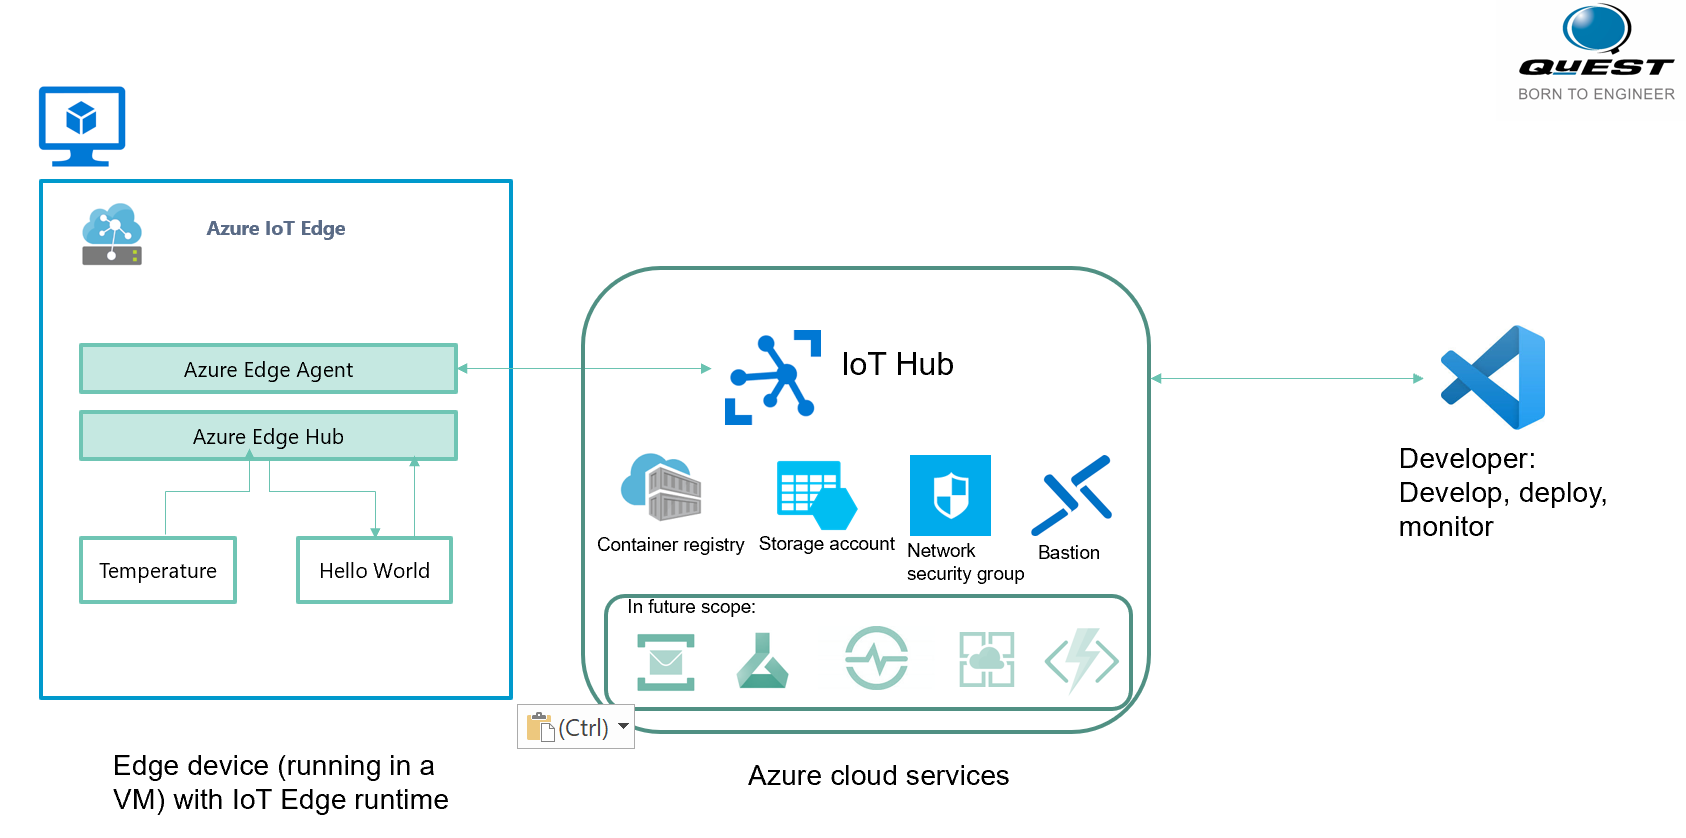 QuEST
BORN TO ENGINEER
Azure IoT Edge
Azure Edge Agent
Azure Edge Hub
Temperature
Hello World
IoT Hub
Container registry
Storage account
Network
security group
Bastion
In future scope:
Developer:
Develop, deploy,
monitor
(Ctrl)
Edge device (running in a
VM) with IoT Edge runtime
Azure cloud services